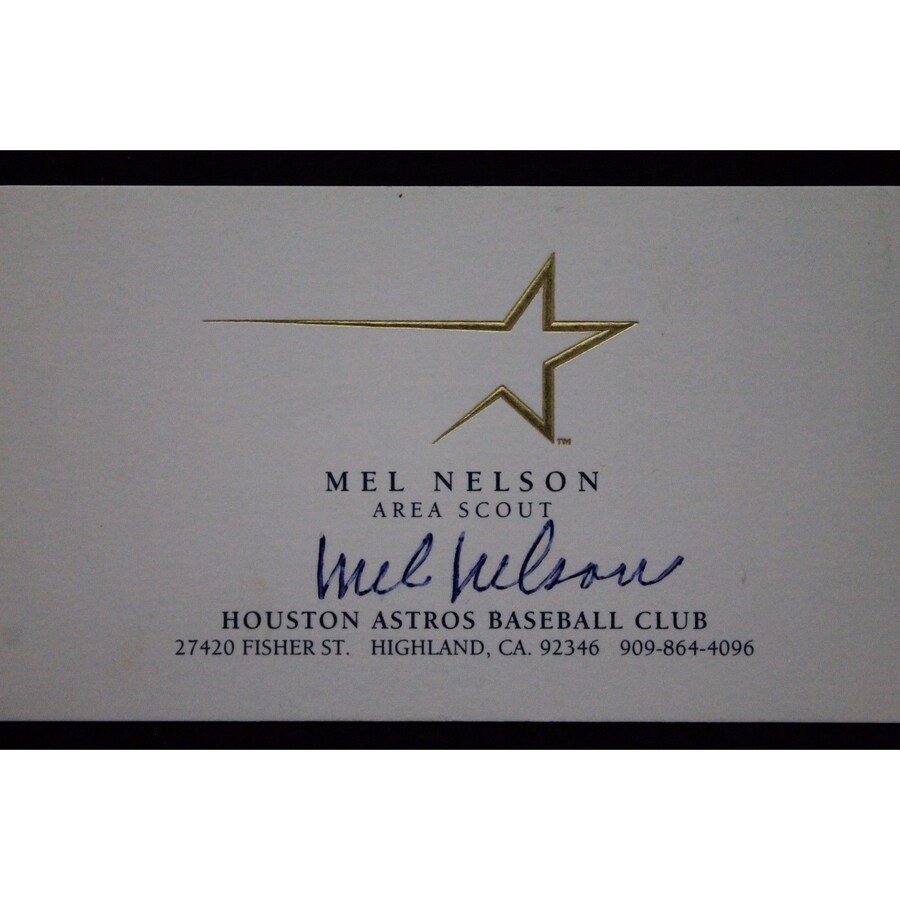 TM
MEL NELSON
AREA SCOUT
Mel Nelson
HOUSTON ASTROS BASEBALL CLUB
27420 FISHER ST. HIGHLAND, CA. 92346 909-864-4096